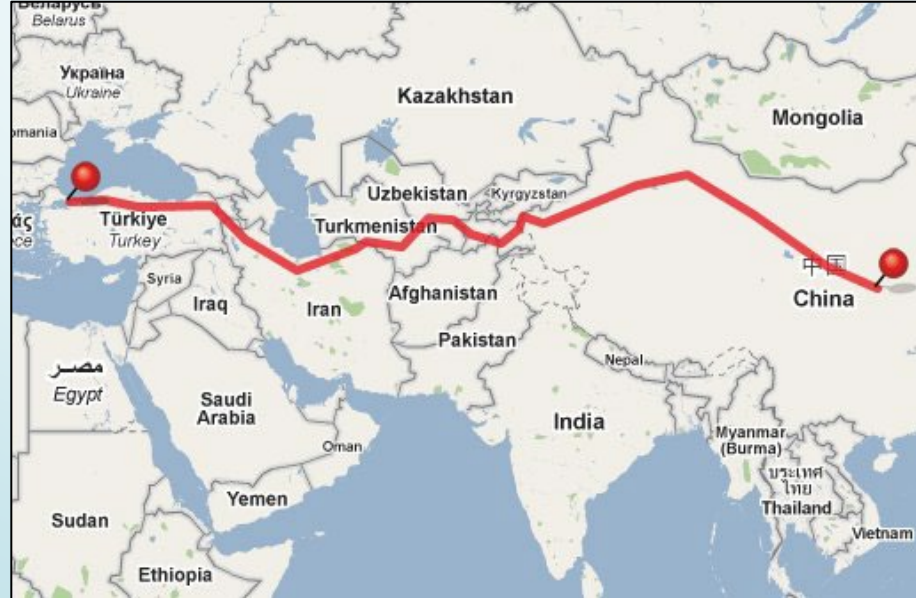 Беларусь
Belarus
Україна
Ukraine
Kazakhstan
Mongolia
omania
Uzbekistan
Kyrgyzstan
Türkiye
Turkey
Turkmenistan
Syria
Iraq
Iran
Afghanistan
中国
China
Pakistan
Nepal
مصر
Egypt
Saudi
Arabia
Oman
India
Myanmar
(Burma)
Yemen
ประเทศ
ไทย
Thailand
Sudan
Vietnam
Ethiopia